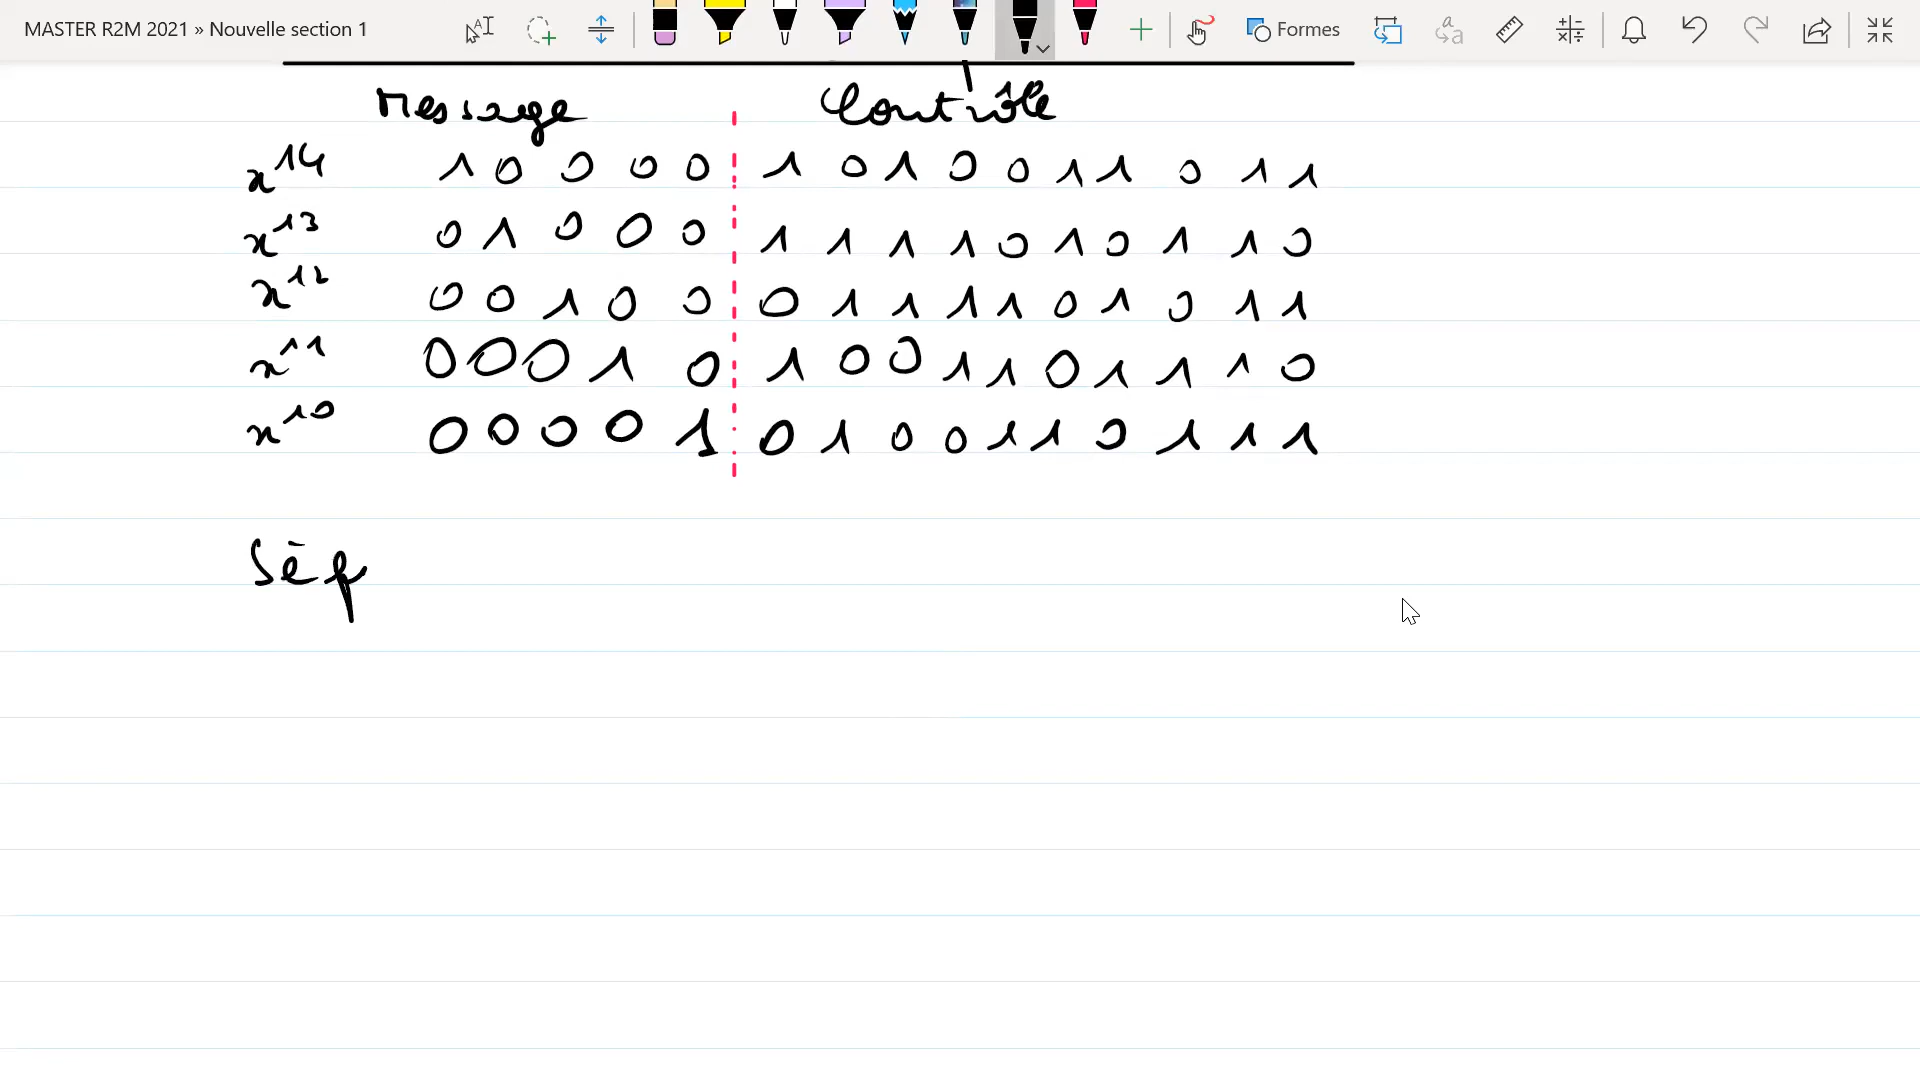 MASTER R2M 2021 » Nouvelle section 1 Formes
Message Contrôle
x^14 1 0 0 0 0 1 0 1 0 0 1 1 0 1 1
x^13 0 1 0 0 0 1 1 1 1 0 1 0 1 1 0
x^12 0 0 1 0 0 0 1 1 1 1 0 1 0 1 1
x^11 0 0 0 1 0 1 0 0 1 1 0 1 1 1 0
x^10 0 0 0 0 1 0 1 0 0 1 1 0 1 1 1
Séq